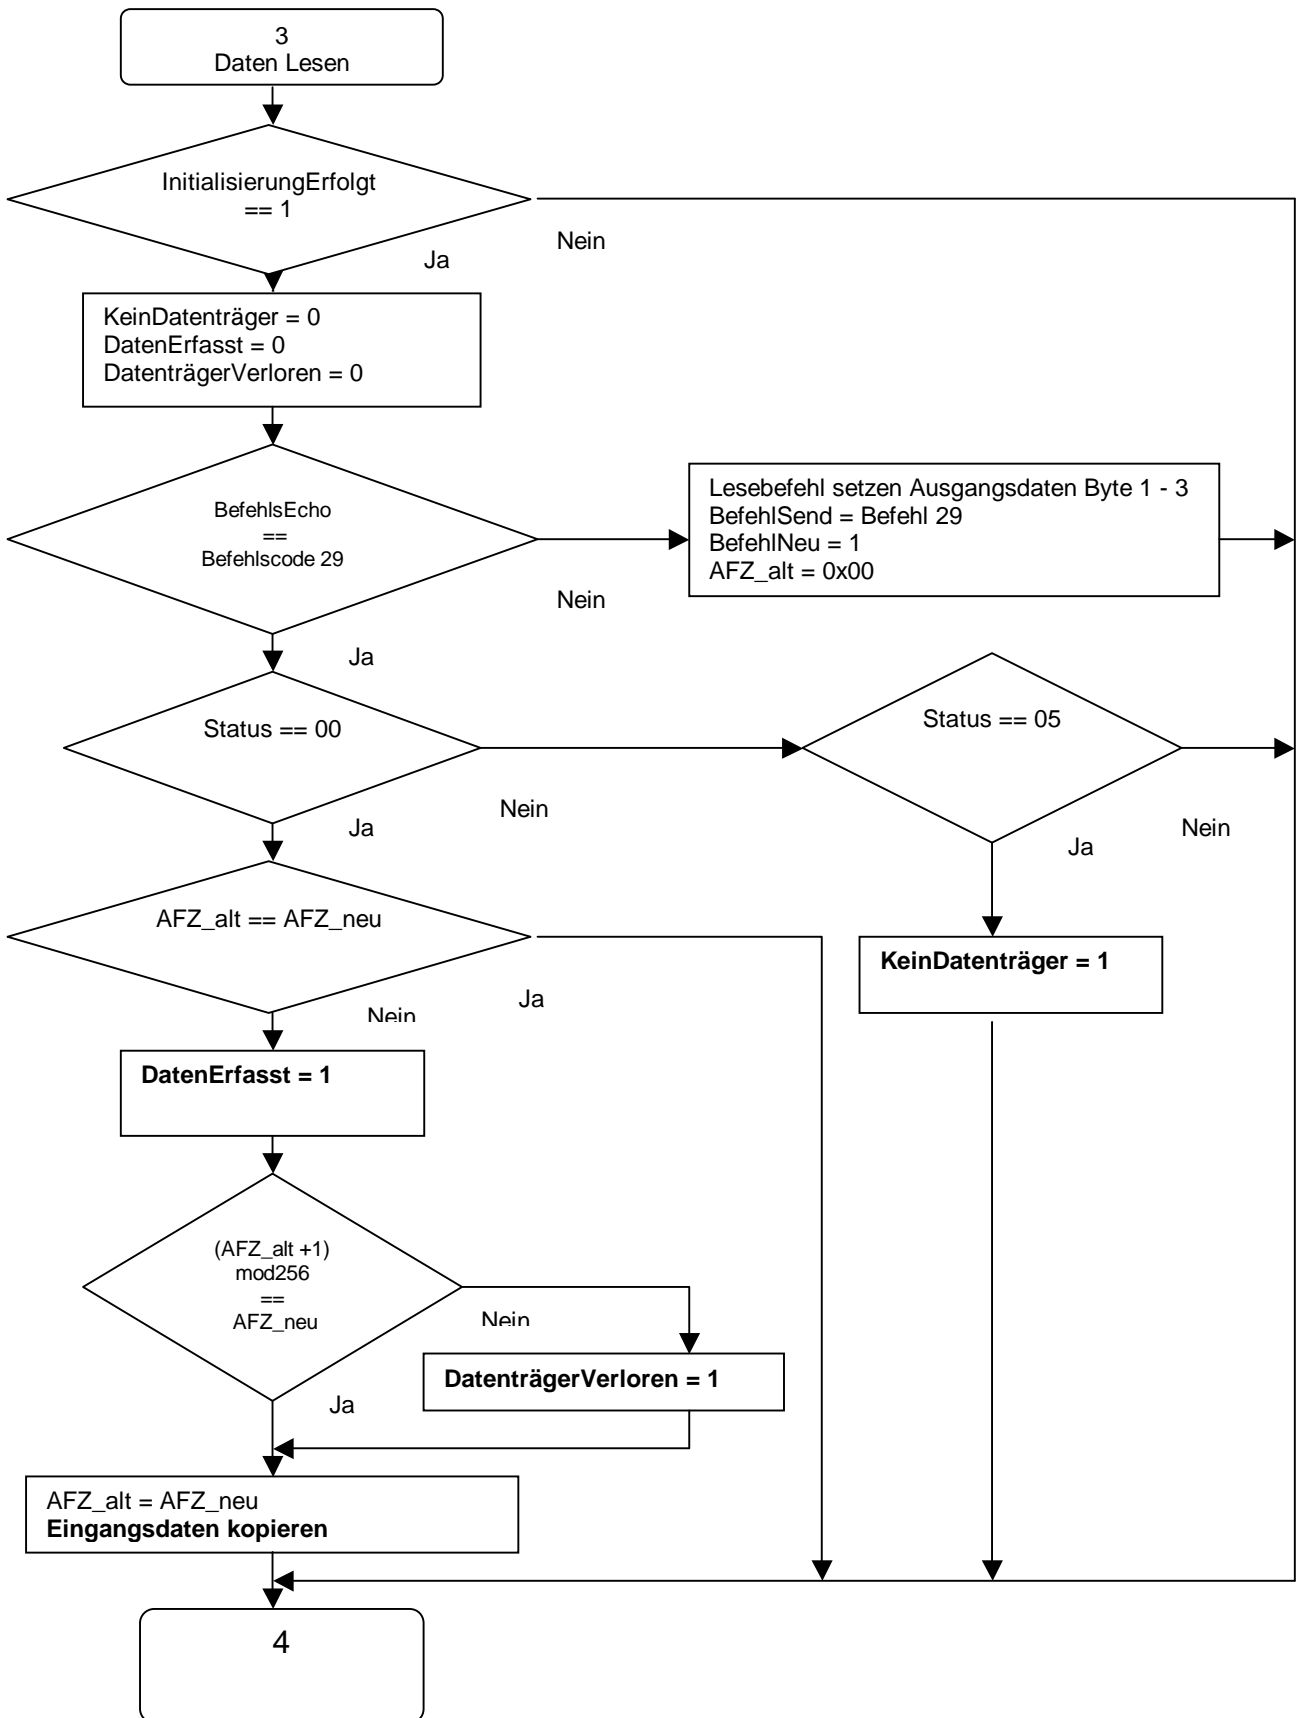 3
Daten Lesen
InitialisierungErfolgt
== 1
Nein
Ja
KeinDatenträger = 0
DatenErfasst = 0
DatenträgerVerloren = 0
BefehlsEcho
==
Befehlscode 29
Lesebefehl setzen Ausgangsdaten Byte 1 - 3
BefehlSend = Befehl 29
BefehlNeu = 1
AFZ_alt = 0x00
Nein
Ja
Status == 00
Status == 05
Nein
Ja
Nein
Ja
AFZ_alt == AFZ_neu
KeinDatenträger = 1
Ja
Nein
DatenErfasst = 1
(AFZ_alt +1)
mod256
==
AFZ_neu
Nein
DatenträgerVerloren = 1
Ja
AFZ_alt = AFZ_neu
Eingangsdaten kopieren
4